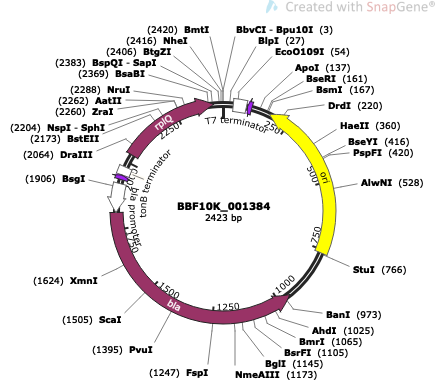 Created with SnapGene®
(2420) BmtI
(2416) NheI
(2406) BtgZI
(2383) BspQI - SapI
(2369) BsaBI
(2288) NruI
(2262) AatII
(2260) ZraI
(2204) NspI - SphI
(2173) BstEII
(2064) DraIII
(1906) BsgI
(1624) XmnI
(1505) ScaI
(1395) PvuI
(1247) FspI
BbvCI - Bpu10I (3)
BlpI (27)
EcoO109I (54)
ApoI (137)
BseRI (161)
BsmI (167)
DrdI (220)
HaeII (360)
BseYI (416)
PspFI (420)
AlwNI (528)
StuI (766)
BanI (973)
AhdI (1025)
BmrI (1065)
BsrFI (1105)
BglI (1145)
NmeAIII (1173)
T7 terminator
rplQ
ori
bla
tonB terminator
bla promoter
250
500
750
1000
1250
1500
1750
2250
BBF10K_001384
2423 bp